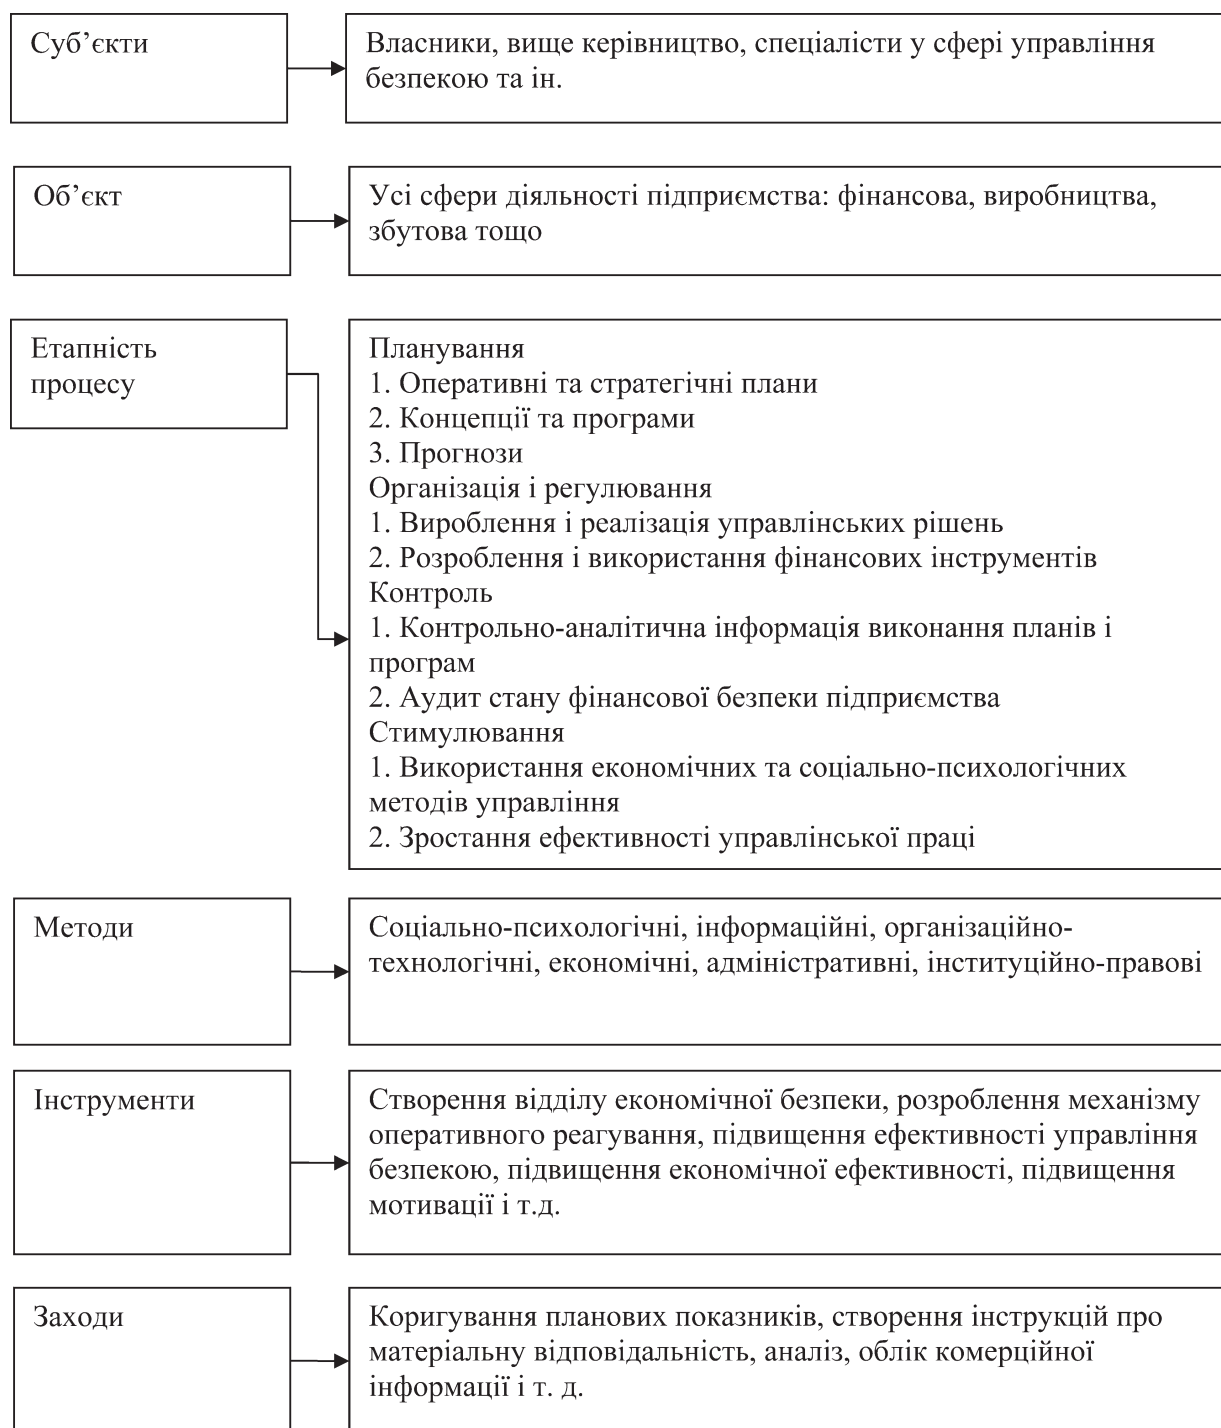 Суб’єкти
Власники, вище керівництво, спеціалісти у сфері управління
безпекою та ін.
Об’єкт
Усі сфери діяльності підприємства: фінансова, виробництва,
збутова тощо
Етапність
процесу
Планування
1. Оперативні та стратегічні плани
2. Концепції та програми
3. Прогнози
Організація і регулювання
1. Вироблення і реалізація управлінських рішень
2. Розроблення і використання фінансових інструментів
Контроль
1. Контрольно-аналітична інформація виконання планів і
програм
2. Аудит стану фінансової безпеки підприємства
Стимулювання
1. Використання економічних та соціально-психологічних
методів управління
2. Зростання ефективності управлінської праці
Методи
Соціально-психологічні, інформаційні, організаційно-
технологічні, економічні, адміністративні, інституційно-правові
Інструменти
Створення відділу економічної безпеки, розроблення механізму
оперативного реагування, підвищення ефективності управління
безпекою, підвищення економічної ефективності, підвищення
мотивації і т.д.
Заходи
Коригування планових показників, створення інструкцій про
матеріальну відповідальність, аналіз, облік комерційної
інформації і т. д.